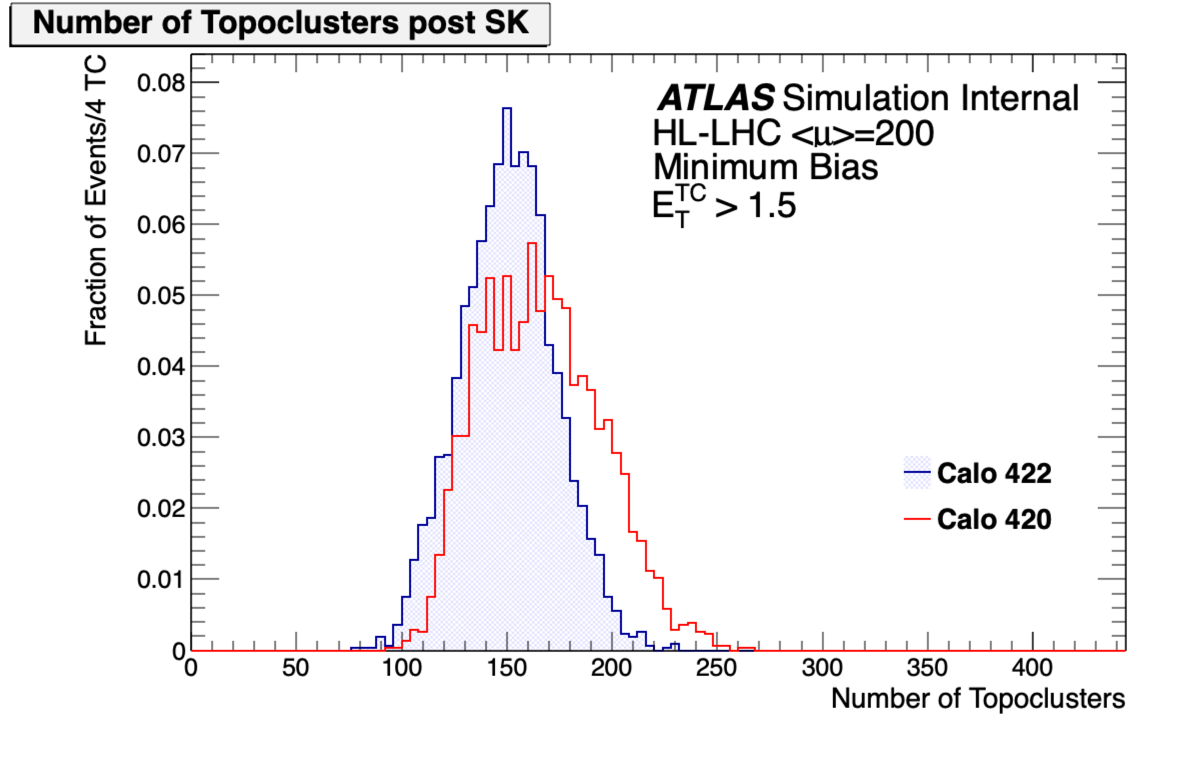 Number of Topoclusters post SK
Fraction of Events/4 TC
0.08
0.07
0.06
0.05
0.04
0.03
0.02
0.01
0
ATLAS Simulation Internal
HL-LHC <μ>=200
Minimum Bias
E_T^TC > 1.5
Calo 422
Calo 420
0 50 100 150 200 250 300 350 400
Number of Topoclusters